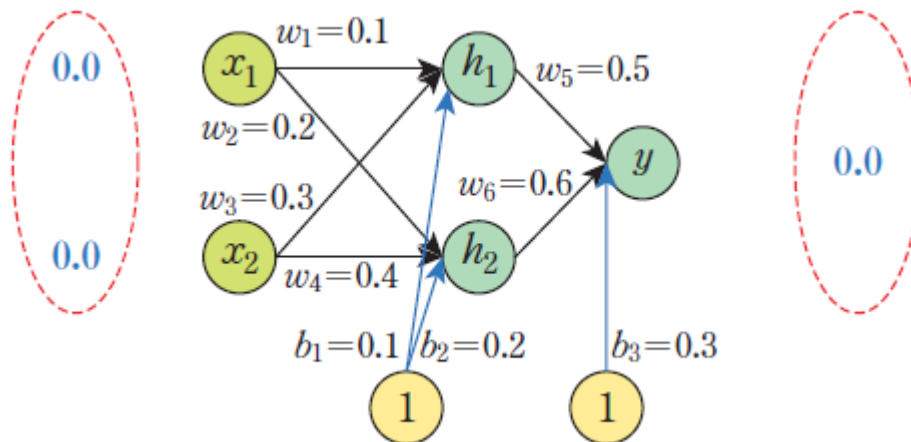 0.0
0.0
x₁
x₂
w₁=0.1
w₂=0.2
w₃=0.3
w₄=0.4
h₁
h₂
w₅=0.5
w₆=0.6
y
b₁=0.1
b₂=0.2
b₃=0.3
1
1
0.0